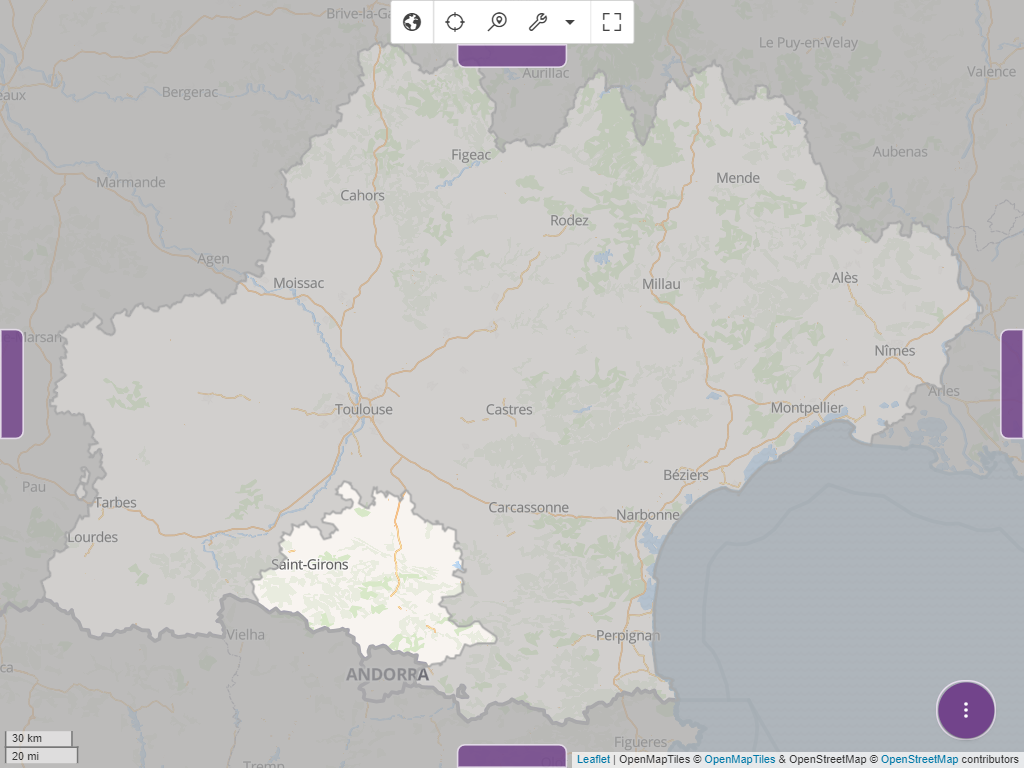 Brive-la-Ga
Le Puy-en-Velay
Aurillac
Valence
eaux
Bergerac
Figeac
Aubenas
Marmande
Mende
Cahors
Rodez
Agen
Moissac
Millau
Alès
Marsan
Nîmes
Arles
Toulouse
Castres
Montpellier
Béziers
Pau
Tarbes
Carcassonne
Narbonne
Lourdes
Saint-Girons
Vielha
Perpignan
ca
ANDORRA
30 km
Figueres
20 mi
Tremp
Leaflet | OpenMapTiles © OpenMapTiles & OpenStreetMap © OpenStreetMap contributors